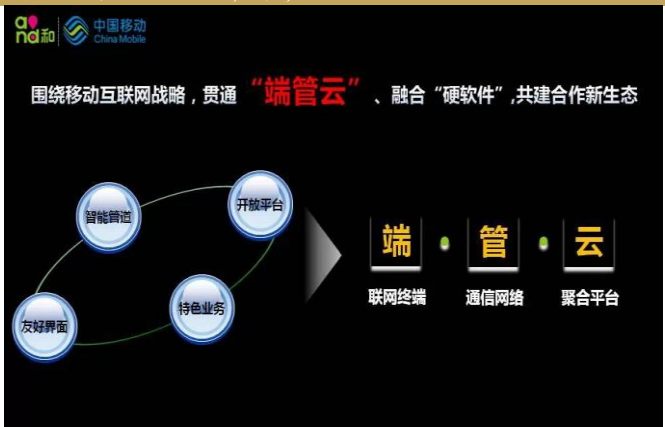 and和
中国移动
China Mobile
围绕移动互联网战略，贯通“端管云”、融合“硬软件”,共建合作新生态
智能管道
开放平台
友好界面
特色业务
端·管·云
联网终端 通信网络 聚合平台